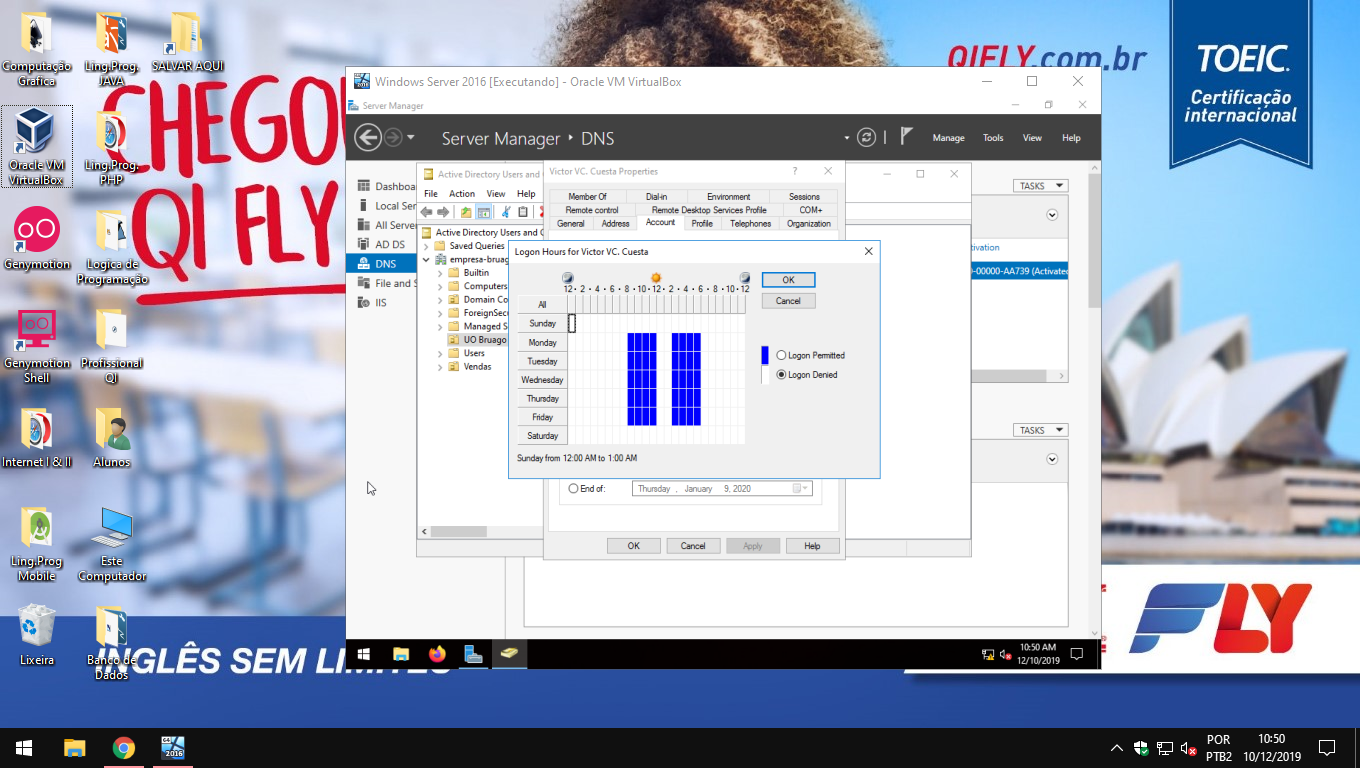 Computação
Gráfica
Ling.Prog.
JAVA
SALVAR AQUI
Oracle VM
VirtualBox
Ling.Prog.
PHP
Genymotion
Logica de
Programação
Genymotion
Shell
Profissional
QI
Internet I & II
Alunos
Ling.Prog
Mobile
Este
Computador
Lixeira
Banco de
Dados
QI FLY
INGLÊS SEM
QIFLY.com.br
TOEIC.
Certificação
internacional
FLY
Windows Server 2016 [Executando] - Oracle VM VirtualBox
Server Manager
Server Manager • DNS
Manage
Tools
View
Help
Local Ser
All Server
AD DS
DNS
File and S
IIS
TASKS
TASKS
0-00000-AA739 (Activated
Active Directory Users and C
File
Action
View
Help
Active Directory Users and C
Saved Queries
empresa-bruag
Builtin
Computers
Domain Co
ForeignSec
Managed S
UO Bruago
Users
Vendas
Victor VC. Cuesta Properties
?
Member Of
Dial-in
Environment
Sessions
Remote control
Remote Desktop Services Profile
COM+
General
Address
Account
Profile
Telephones
Organization
Logon Hours for Victor VC. Cuesta
12 • 2 • 4 • 6 • 8 • 10 • 12 • 2 • 4 • 6 • 8 • 10 • 12
All
Sunday
Monday
Tuesday
Wednesday
Thursday
Friday
Saturday
OK
Cancel
Logon Permitted
Logon Denied
Sunday from 12:00 AM to 1:00 AM
End of:
Thursday , January 9, 2020
OK
Cancel
Apply
Help
10:50 AM
12/10/2019
2016
POR
PTB2
10:50
10/12/2019